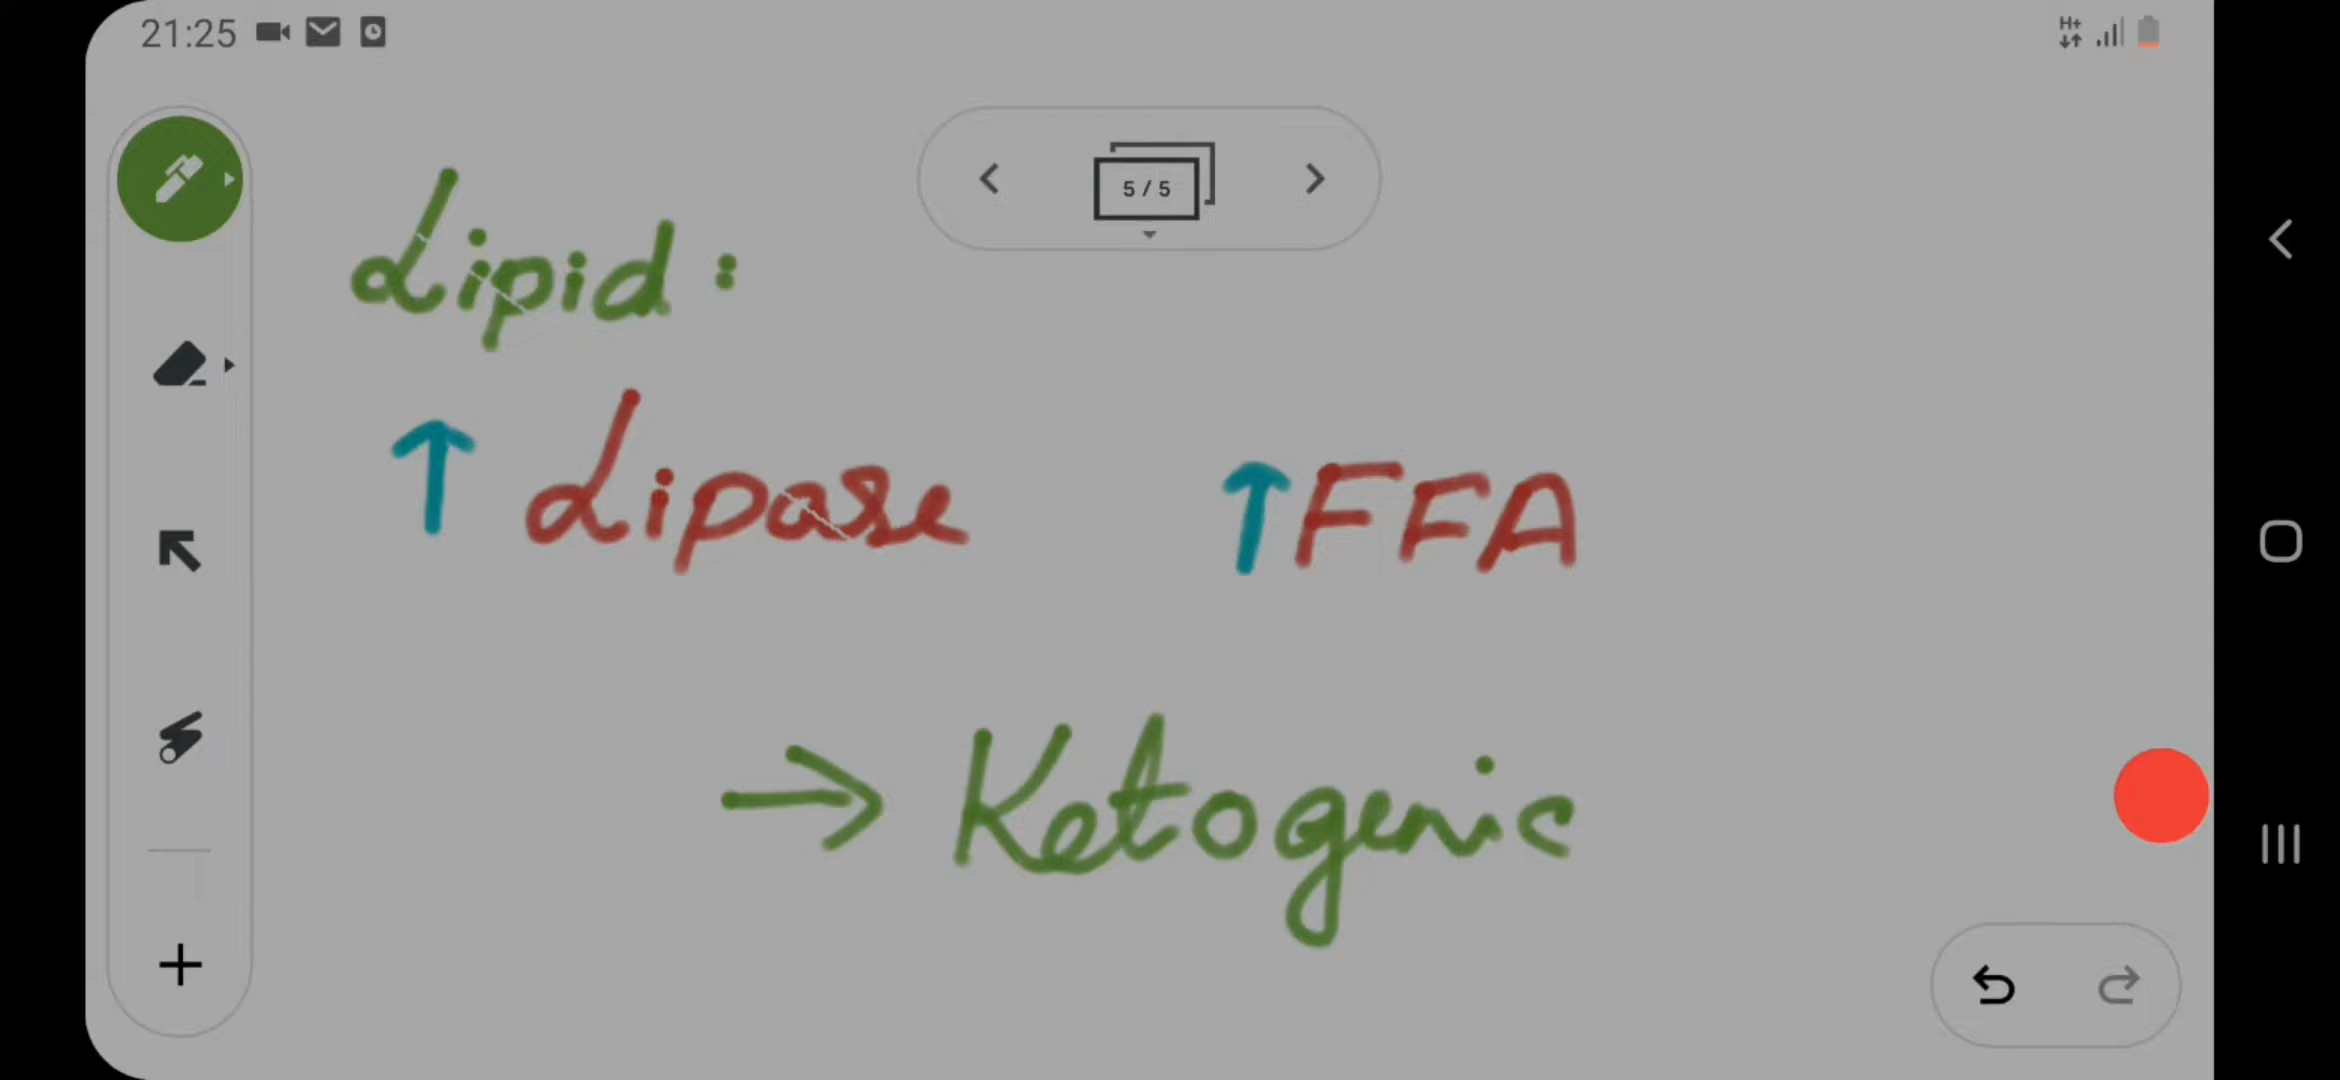 21:25
H+
5 / 5
Lipid :
↑ Lipase ↑ FFA
→ Ketogenic